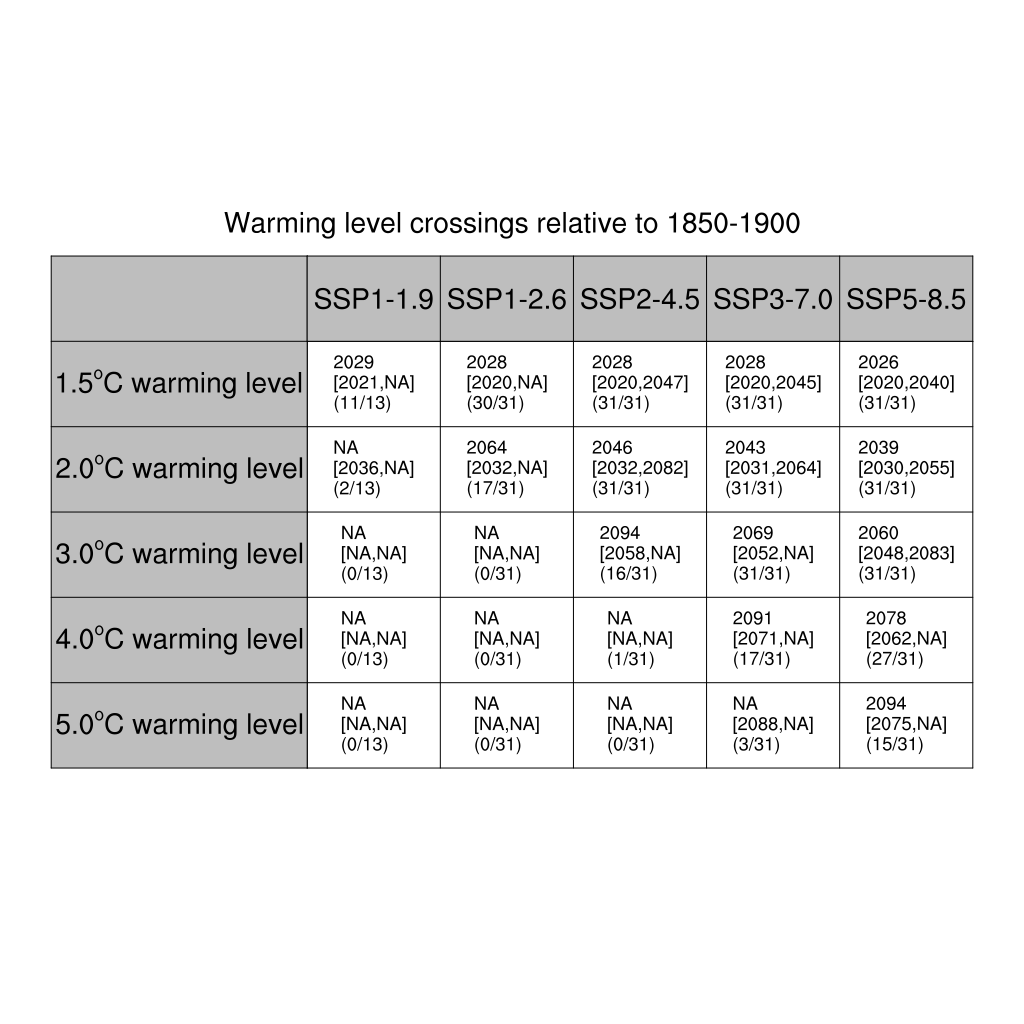 Warming level crossings relative to 1850-1900
SSP1-1.9 SSP1-2.6 SSP2-4.5 SSP3-7.0 SSP5-8.5
1.5°C warming level
2029
[2021,NA]
(11/13)
2028
[2020,NA]
(30/31)
2028
[2020,2047]
(31/31)
2028
[2020,2045]
(31/31)
2026
[2020,2040]
(31/31)
2.0°C warming level
NA
[2036,NA]
(2/13)
2064
[2032,NA]
(17/31)
2046
[2032,2082]
(31/31)
2043
[2031,2064]
(31/31)
2039
[2030,2055]
(31/31)
3.0°C warming level
NA
[NA,NA]
(0/13)
NA
[NA,NA]
(0/31)
2094
[2058,NA]
(16/31)
2069
[2052,NA]
(31/31)
2060
[2048,2083]
(31/31)
4.0°C warming level
NA
[NA,NA]
(0/13)
NA
[NA,NA]
(0/31)
NA
[NA,NA]
(1/31)
2091
[2071,NA]
(17/31)
2078
[2062,NA]
(27/31)
5.0°C warming level
NA
[NA,NA]
(0/13)
NA
[NA,NA]
(0/31)
NA
[NA,NA]
(0/31)
NA
[2088,NA]
(3/31)
2094
[2075,NA]
(15/31)